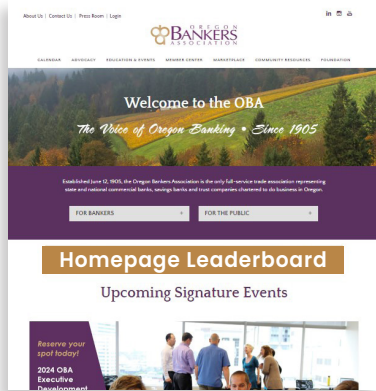 About Us | Contact Us | Press Room | Login
in
OREGON
BANKERS
ASSOCIATION
CALENDAR ADVOCACY EDUCATION & EVENTS MEMBER CENTER MARKETPLACE COMMUNITY RESOURCES FOUNDATION
Welcome to the OBA
The Voice of Oregon Banking • Since 1905
Established June 12, 1905, the Oregon Bankers Association is the only full-service trade association representing
state and national commercial banks, savings banks and trust companies chartered to do business in Oregon.
FOR BANKERS
FOR THE PUBLIC
Homepage Leaderboard
Upcoming Signature Events
Reserve your
spot today!
2024 OBA
Executive
Development